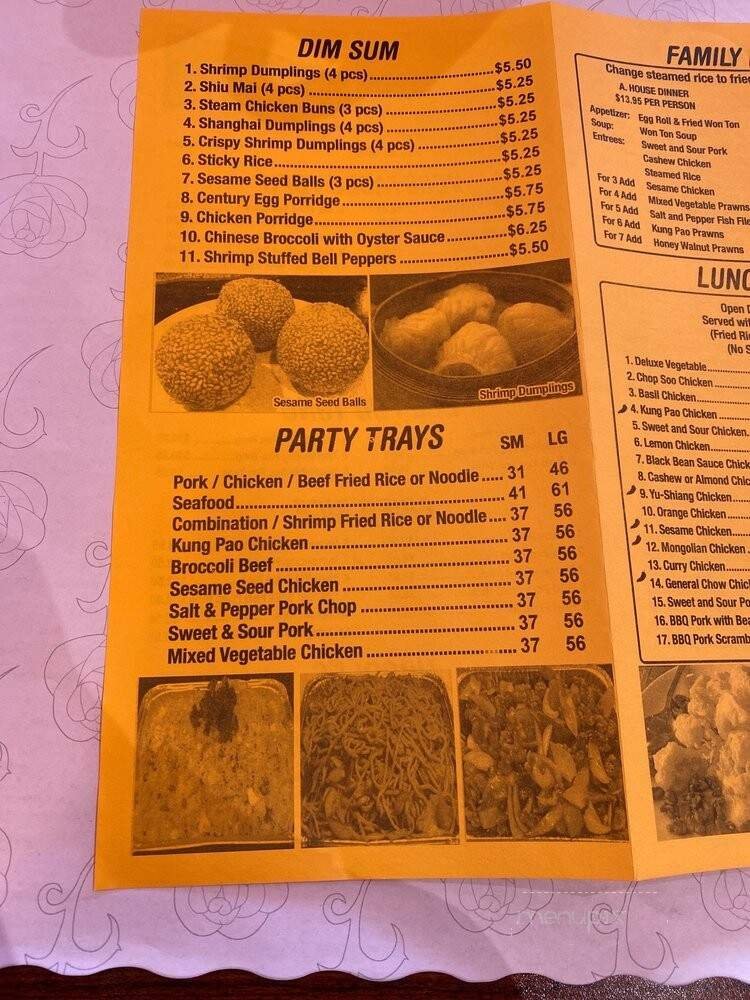 DIM SUM
1. Shrimp Dumplings (4 pcs)..............................$5.50
2. Shiu Mai (4 pcs) ..............................$5.25
3. Steam Chicken Buns (3 pcs) ..............................$5.25
4. Shanghai Dumplings (4 pcs) ..............................$5.25
5. Crispy Shrimp Dumplings (4 pcs) ....................$5.25
6. Sticky Rice..............................$5.25
7. Sesame Seed Balls (3 pcs) ..............................$5.25
8. Century Egg Porridge..............................$5.75
9. Chicken Porridge..............................$5.75
10. Chinese Broccoli with Oyster Sauce...............$6.25
11. Shrimp Stuffed Bell Peppers ....................$5.50
Sesame Seed Balls
Shrimp Dumplings
PARTY TRAYS SM LG
Pork / Chicken / Beef Fried Rice or Noodle ..... 31 46
Seafood.............................. 41 61
Combination / Shrimp Fried Rice or Noodle.... 37 56
Kung Pao Chicken .............................. 37 56
Broccoli Beef.............................. 37 56
Sesame Seed Chicken .............................. 37 56
Salt & Pepper Pork Chop .............................. 37 56
Sweet & Sour Pork.............................. 37 56
Mixed Vegetable Chicken .............................. 37 56
FAMILY
Change steamed rice to
A. HOUSE DINNER
$13.95 PER PERSON
Appetizer: Egg Roll & Fried Won Ton
Soup: Won Ton Soup
Entrees: Sweet and Sour Pork
Cashew Chicken
Steamed Rice
For 3 Add Sesame Chicken
For 4 Add Mixed Vegetable Prawns
For 5 Add Salt and Pepper Fish
For 6 Add Kung Pao Prawns
For 7 Add Honey Walnut Prawns
Open
Served
(Fried
(No
1. Deluxe Vegetable..........
2. Chop Soo Chicken ..........
3. Basil Chicken..........
4. Kung Pao Chicken ..........
5. Sweet and Sour Chicken.
6. Lemon Chicken..........
7. Black Bean Sauce
8. Cashew or Almond
9. Yu-Shiang Chicken..........
10. Orange Chicken..........
11. Sesame Chicken..........
12. Mongolian Chicken .
13. Curry Chicken..........
14. General Chow
15. Sweet and Sour
16. BBQ Pork with
17. BBQ Pork
menupix